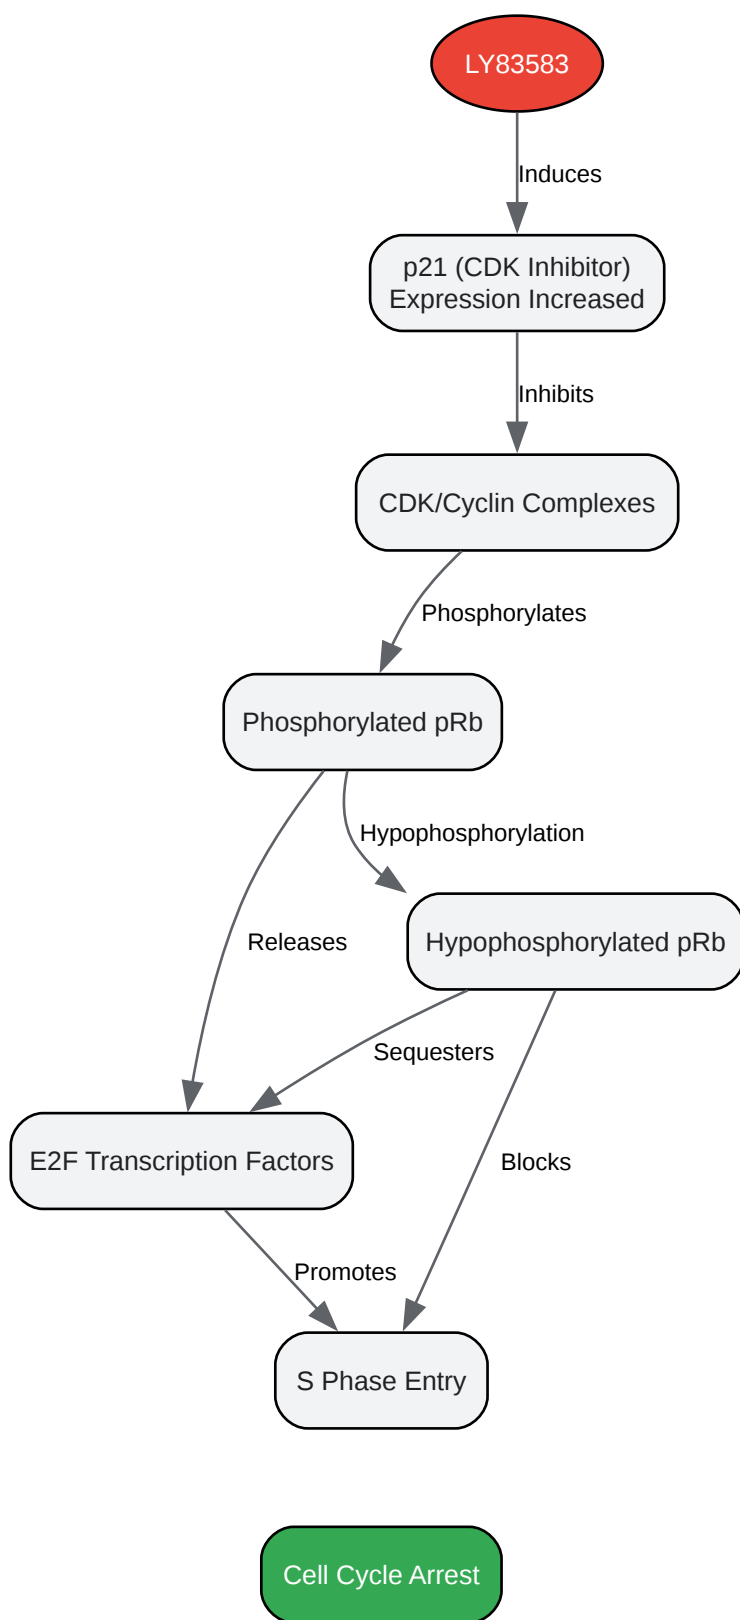 LY83583
Induces
p21 (CDK Inhibitor)
Expression Increased
Inhibits
CDK/Cyclin Complexes
Phosphorylates
Phosphorylated pRb
Hypophosphorylation
Hypophosphorylated pRb
Releases
Sequesters
E2F Transcription Factors
Blocks
Promotes
S Phase Entry
Cell Cycle Arrest